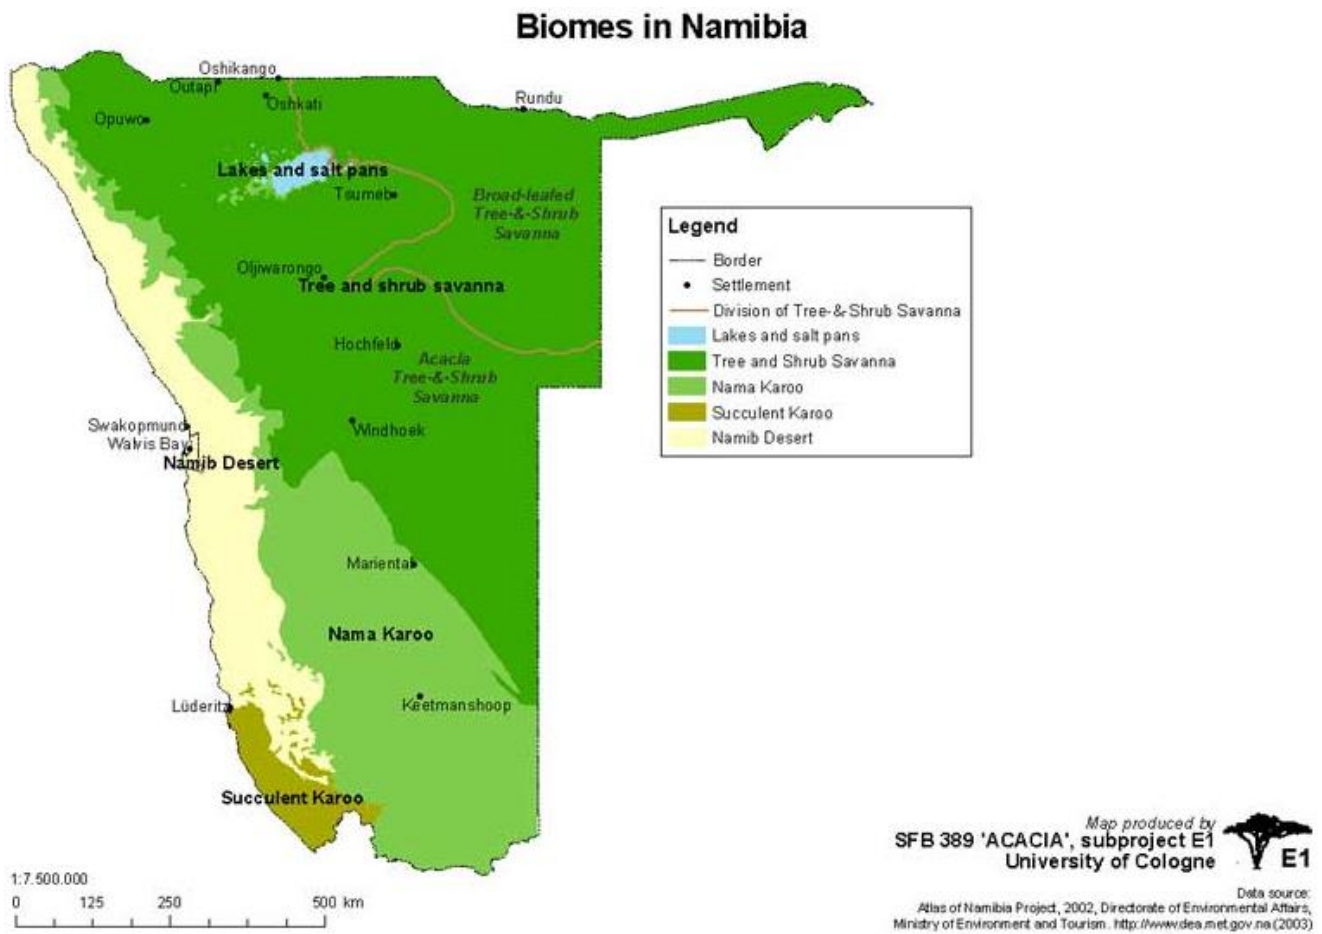 Biomes in Namibia
Oshikango
Outapi
Oshkati
Rundu
Opuwo
Lakes and salt pans
Tsumeb
Broad-leafed
Tree-&-Shrub
Savanna
Oljiwarongo
Tree and shrub savanna
Hochfeld
Acacia
Tree-&-Shrub
Savanna
Windhoek
Swakopmund
Walvis Bay
Namib Desert
Mariental
Nama Karoo
Lüderitz
Keetmanshoop
Succulent Karoo
Legend
Border
Settlement
Division of Tree-&-Shrub Savanna
Lakes and salt pans
Tree and Shrub Savanna
Nama Karoo
Succulent Karoo
Namib Desert
1:7.500.000
0 125 250 500 km
Map produced by
SFB 389 'ACACIA', subproject E1
University of Cologne
E1
Data source:
Atlas of Namibia Project, 2002, Directorate of Environmental Affairs,
Ministry of Environment and Tourism. http://www.dea.met.gov.na (2003)